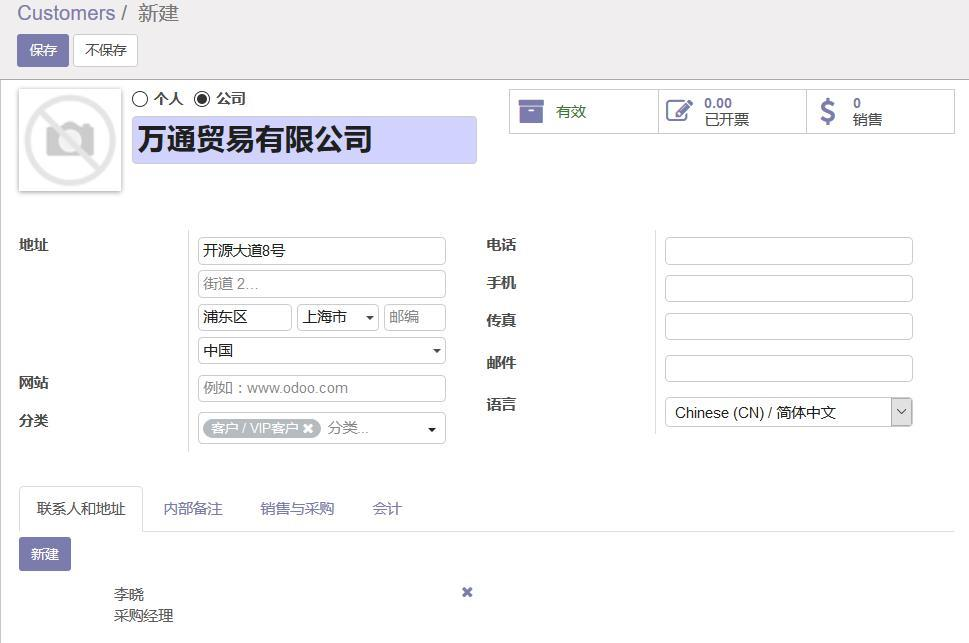 Customers / 新建
保存 不保存
个人 公司
万通贸易有限公司
有效
0.00
已开票
0
销售
地址
开源大道8号
街道 2...
浦东区 上海市 邮编
中国
网站
例如：www.odoo.com
分类
客户 / VIP客户 分类...
电话
手机
传真
邮件
语言
Chinese (CN) / 简体中文
联系人和地址 内部备注 销售与采购 会计
新建
李晓
采购经理